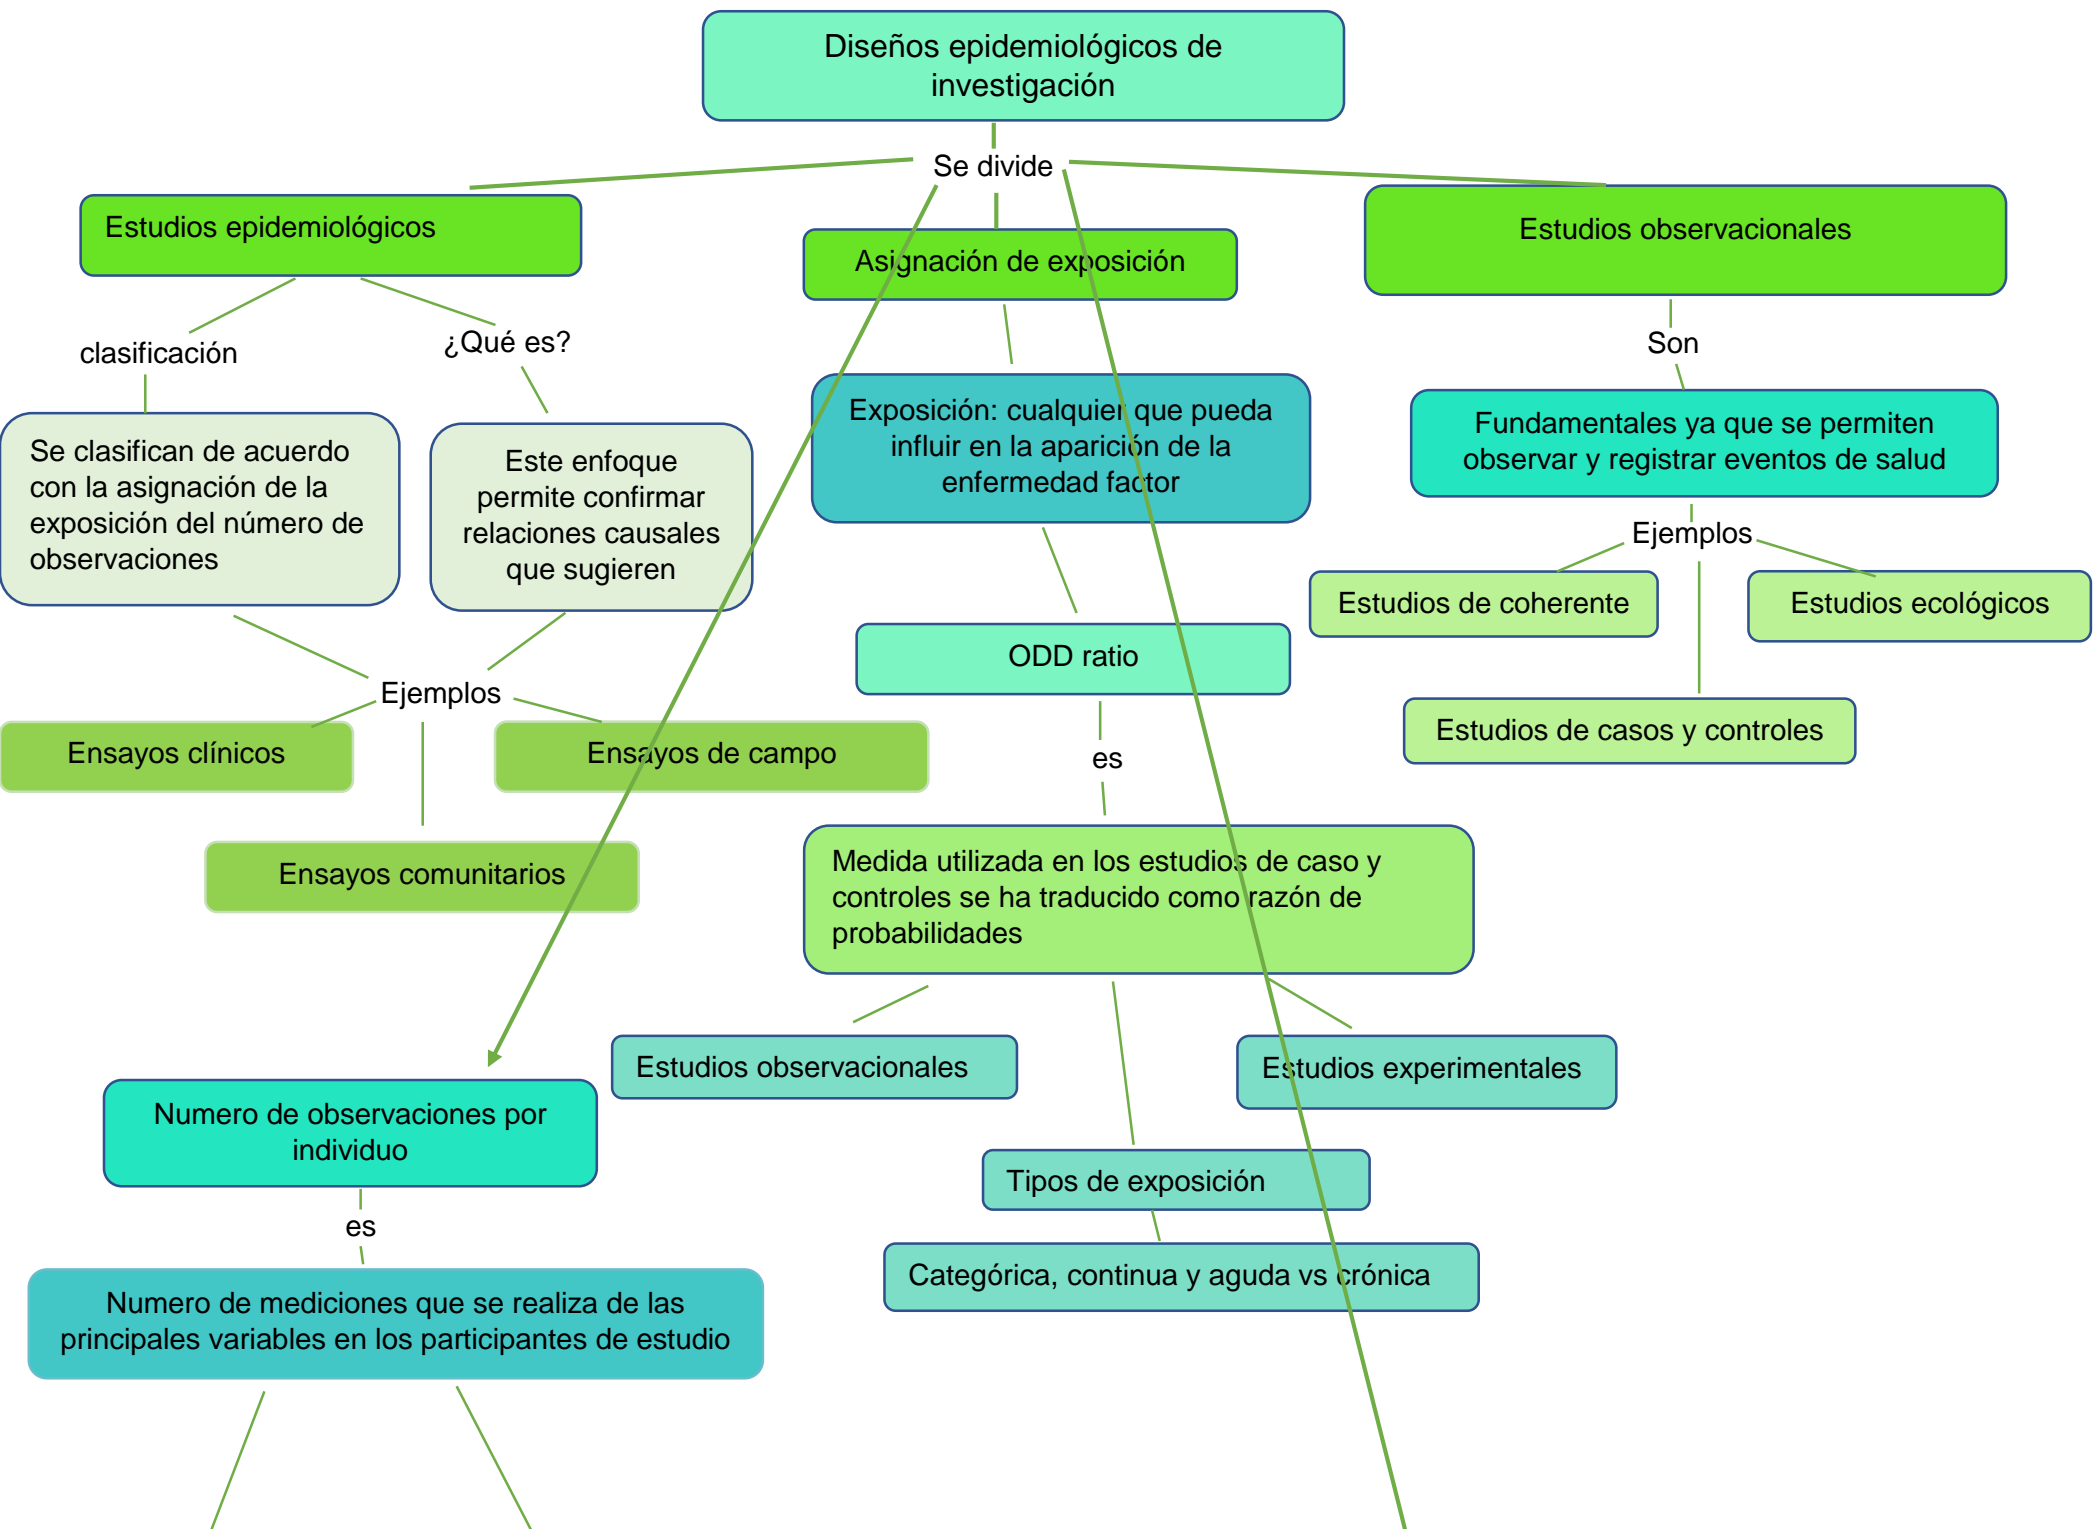 Diseños epidemiológicos de
investigación
Se divide
Estudios epidemiológicos
clasificación
¿Qué es?
Se clasifican de acuerdo
con la asignación de la
exposición del número de
observaciones
Este enfoque
permite confirmar
relaciones causales
que sugieren
Ejemplos
Ensayos clínicos
Ensayos de campo
Ensayos comunitarios
Asignación de exposición
Exposición: cualquier que pueda
influir en la aparición de la
enfermedad factor
ODD ratio
es
Medida utilizada en los estudios de caso y
controles se ha traducido como razón de
probabilidades
Estudios observacionales
Estudios experimentales
Tipos de exposición
Categórica, continua y aguda vs crónica
Estudios observacionales
Son
Fundamentales ya que se permiten
observar y registrar eventos de salud
Ejemplos
Estudios de coherente
Estudios ecológicos
Estudios de casos y controles
Numero de observaciones por
individuo
es
Numero de mediciones que se realiza de las
principales variables en los participantes de estudio